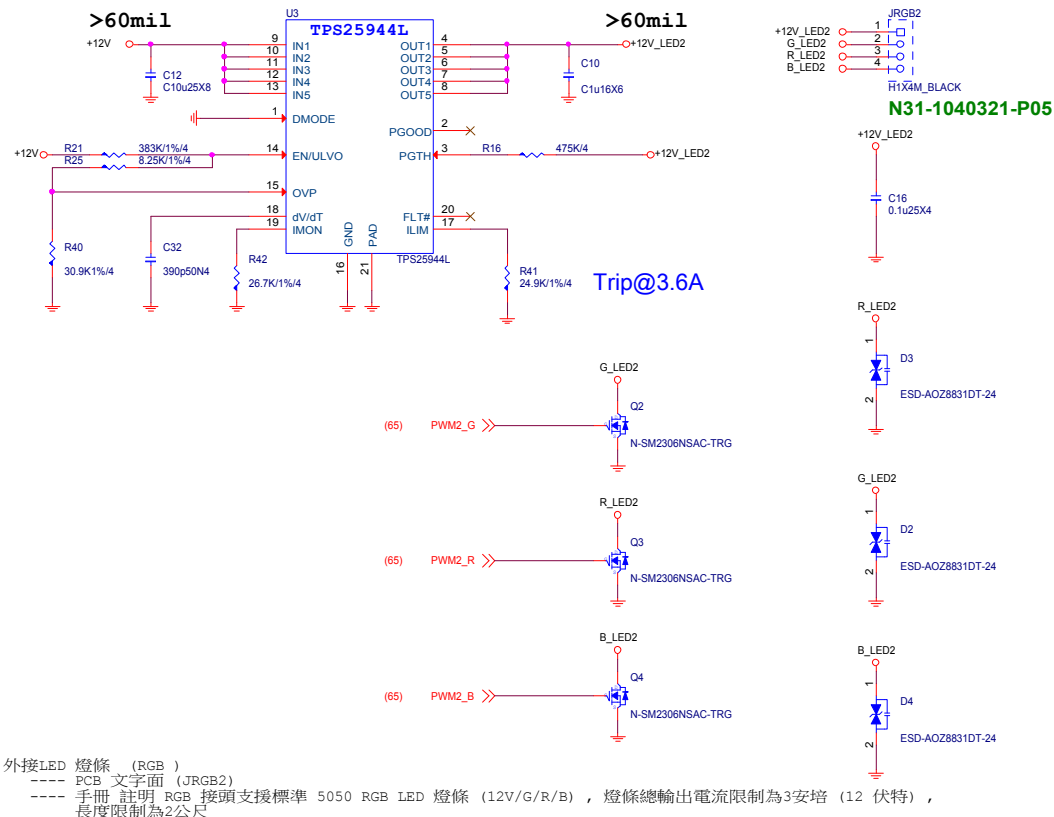 >60mil
>60mil
U3
TPS25944L
+12V
9 IN1
10 IN2
11 IN3
12 IN4
13 IN5
OUT1 4
OUT2 5
OUT3 6
OUT4 7
OUT5 8
+12V_LED2
C12
C10u25X8
C10
C1u16X6
1 DMODE
PGOOD 2
+12V
R21 383K/1%/4
R25 8.25K/1%/4
14 EN/ULVO
PGTH 3
R16 475K/4
+12V_LED2
15 OVP
18 dV/dT
19 IMON
FLT# 20
ILIM 17
GND
PAD
16
21
TPS25944L
R40
30.9K1%/4
C32
390p50N4
R42
26.7K/1%/4
R41
24.9K/1%/4
Trip@3.6A
JRGB2
+12V_LED2 1
G_LED2 2
R_LED2 3
B_LED2 4
H1X4M_BLACK
N31-1040321-P05
+12V_LED2
C16
0.1u25X4
R_LED2
1
D3
ESD-AOZ8831DT-24
2
G_LED2
Q2
(65) PWM2_G
N-SM2306NSAC-TRG
G_LED2
1
D2
ESD-AOZ8831DT-24
2
R_LED2
Q3
(65) PWM2_R
N-SM2306NSAC-TRG
B_LED2
Q4
(65) PWM2_B
N-SM2306NSAC-TRG
B_LED2
1
D4
ESD-AOZ8831DT-24
2
外接LED 燈條 (RGB )
---- PCB 文字面 (JRGB2)
---- 手冊 註明 RGB 接頭支援標準 5050 RGB LED 燈條 (12V/G/R/B) , 燈條總輸出電流限制為3安培 (12 伏特) ,
長度限制為2公尺